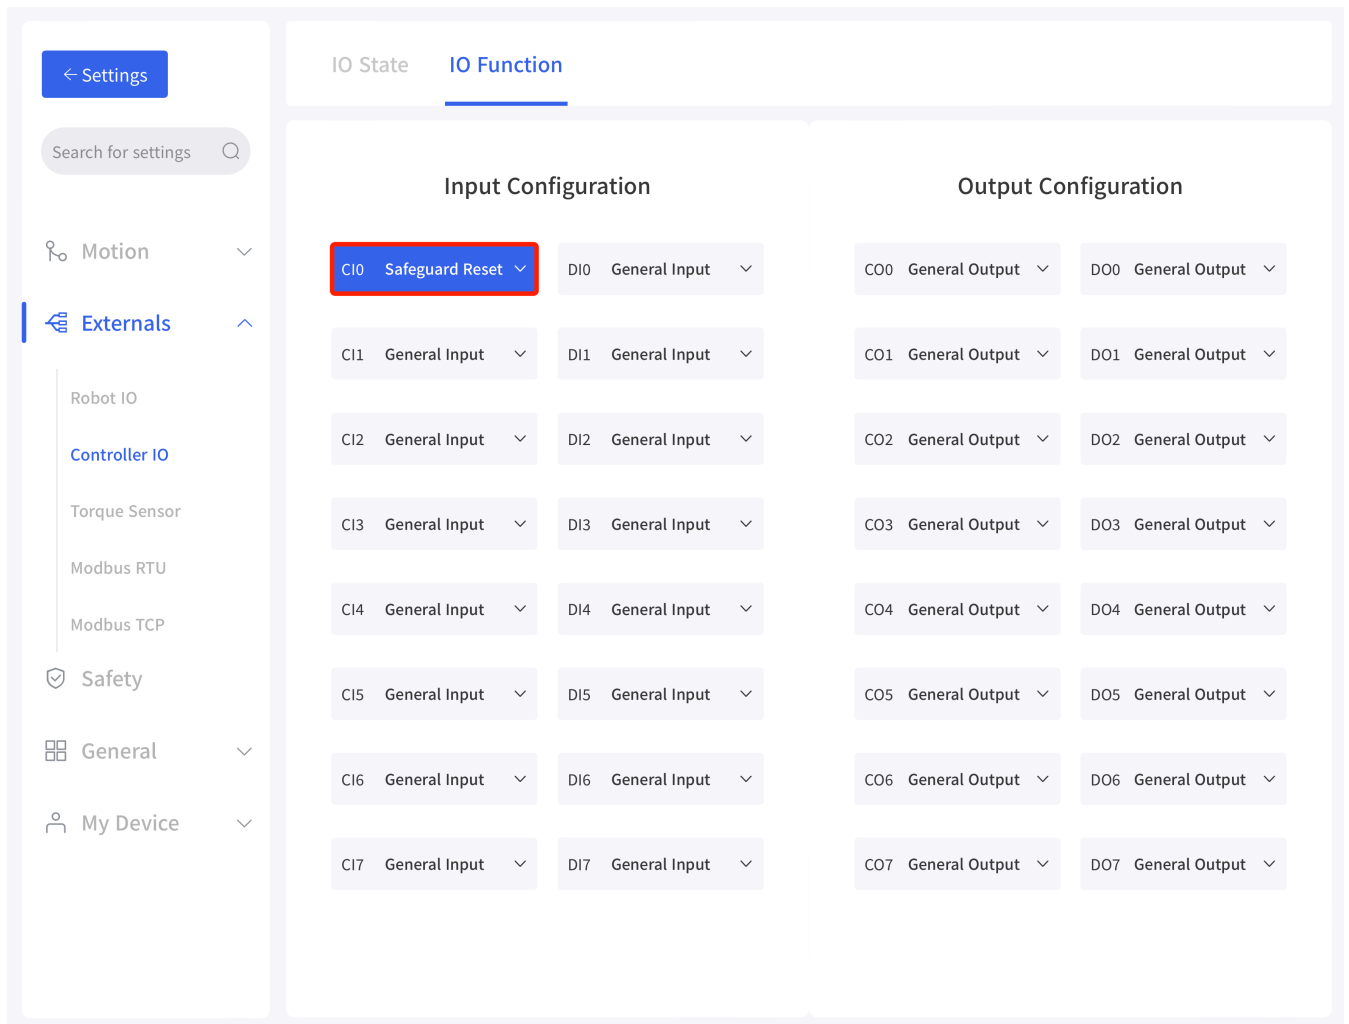 ← Settings
Search for settings
Motion
Externals
Robot IO
Controller IO
Torque Sensor
Modbus RTU
Modbus TCP
Safety
General
My Device
IO State
IO Function
Input Configuration
CI0 Safeguard Reset
DI0 General Input
CI1 General Input
DI1 General Input
CI2 General Input
DI2 General Input
CI3 General Input
DI3 General Input
CI4 General Input
DI4 General Input
CI5 General Input
DI5 General Input
CI6 General Input
DI6 General Input
CI7 General Input
DI7 General Input
Output Configuration
CO0 General Output
DO0 General Output
CO1 General Output
DO1 General Output
CO2 General Output
DO2 General Output
CO3 General Output
DO3 General Output
CO4 General Output
DO4 General Output
CO5 General Output
DO5 General Output
CO6 General Output
DO6 General Output
CO7 General Output
DO7 General Output